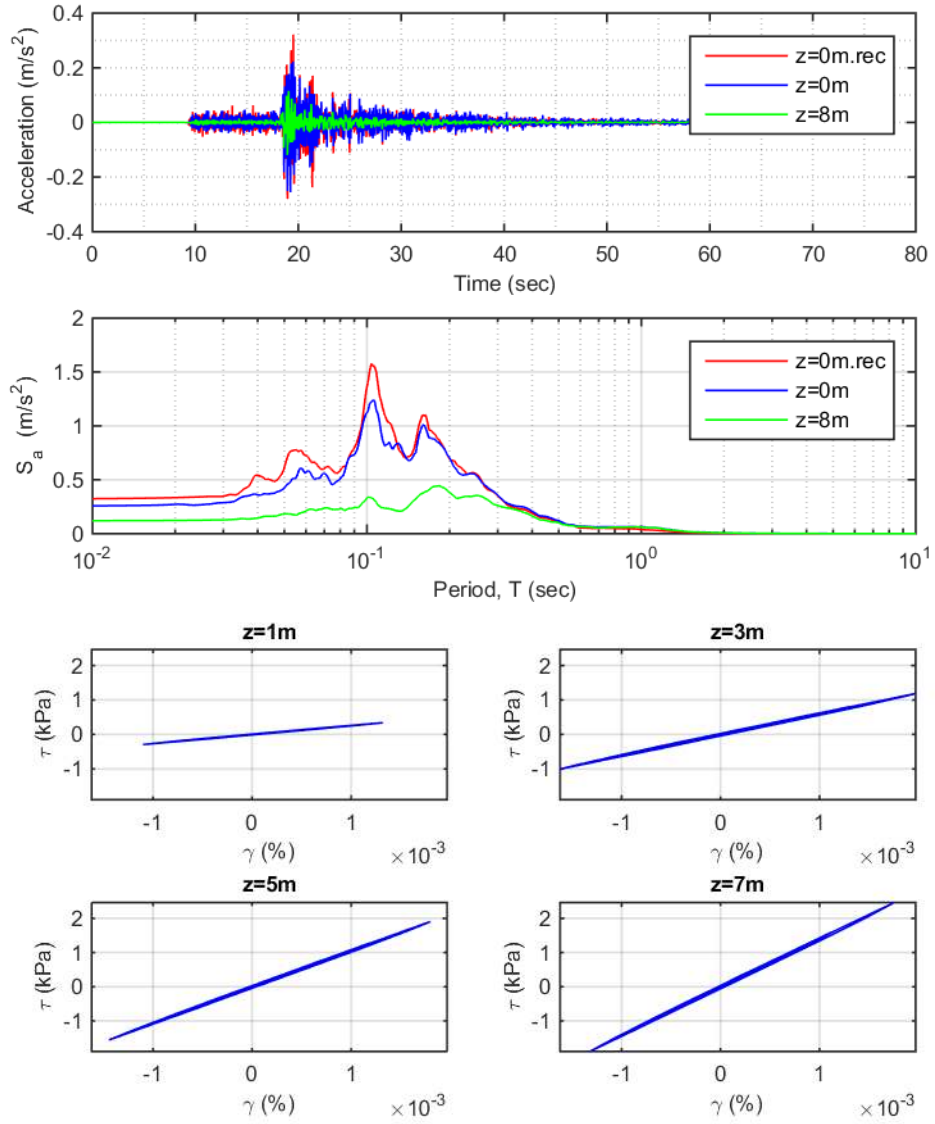 0.4
0.2
0
-0.2
-0.4
Acceleration (m/s²)
z=0m.rec
z=0m
z=8m
0 10 20 30 40 50 60 70 80
Time (sec)
2
1.5
1
0.5
0
S_a (m/s²)
z=0m.rec
z=0m
z=8m
10⁻² 10⁻¹ 10⁰ 10¹
Period, T (sec)
z=1m
2
1
0
-1
τ (kPa)
-1 0 1
γ (%) ×10⁻³
z=3m
2
1
0
-1
τ (kPa)
-1 0 1
γ (%) ×10⁻³
z=5m
2
1
0
-1
τ (kPa)
-1 0 1
γ (%) ×10⁻³
z=7m
2
1
0
-1
τ (kPa)
-1 0 1
γ (%) ×10⁻³